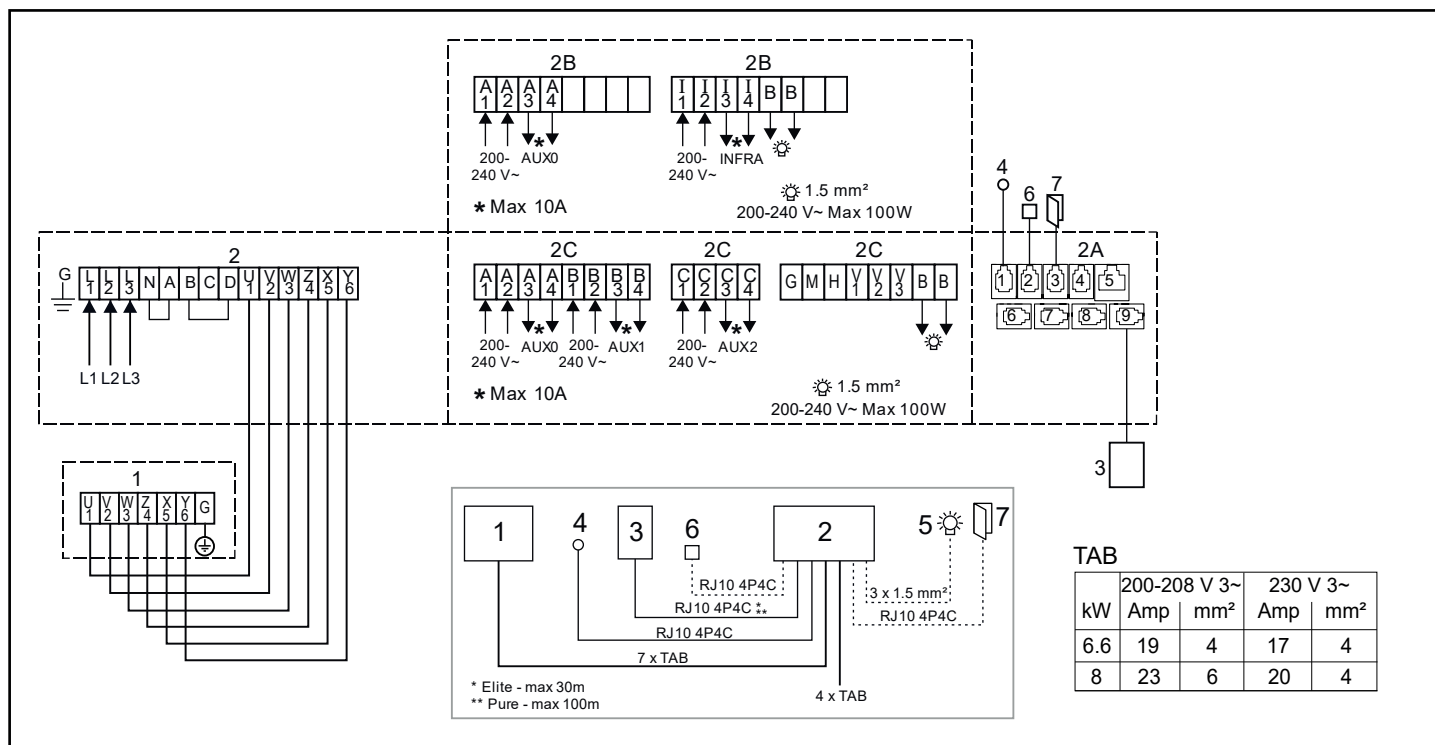 2B 2B
A1 A2 A3 A4
I1 I2 I3 I4 B B
200-240 V~ * AUX0
200-240 V~ * INFRA
* Max 10A
1.5 mm²
200-240 V~ Max 100W
4 6 7
2
G L1 L2 L3 N A B C D U1 V2 W3 Z4 X5 Y6
L1 L2 L3
2C 2C 2C
A1 A2 A3 A4 B1 B2 B3 B4
C1 C2 C3 C4
G M H V1 V2 V3 B B
200-240 V~ * AUX0 200-240 V~ * AUX1
200-240 V~ * AUX2
* Max 10A
1.5 mm²
200-240 V~ Max 100W
2A
1 2 3 4 5
6 7 8 9
3
1
U1 V2 W3 Z4 X5 Y6 G
1 4 3 6 2 5 7
RJ10 4P4C
3 x 1.5 mm²
RJ10 4P4C * **
RJ10 4P4C
RJ10 4P4C
7 x TAB
4 x TAB
* Elite - max 30m
** Pure - max 100m
TAB
200-208 V 3~ 230 V 3~
kW Amp mm² Amp mm²
6.6 19 4 17 4
8 23 6 20 4